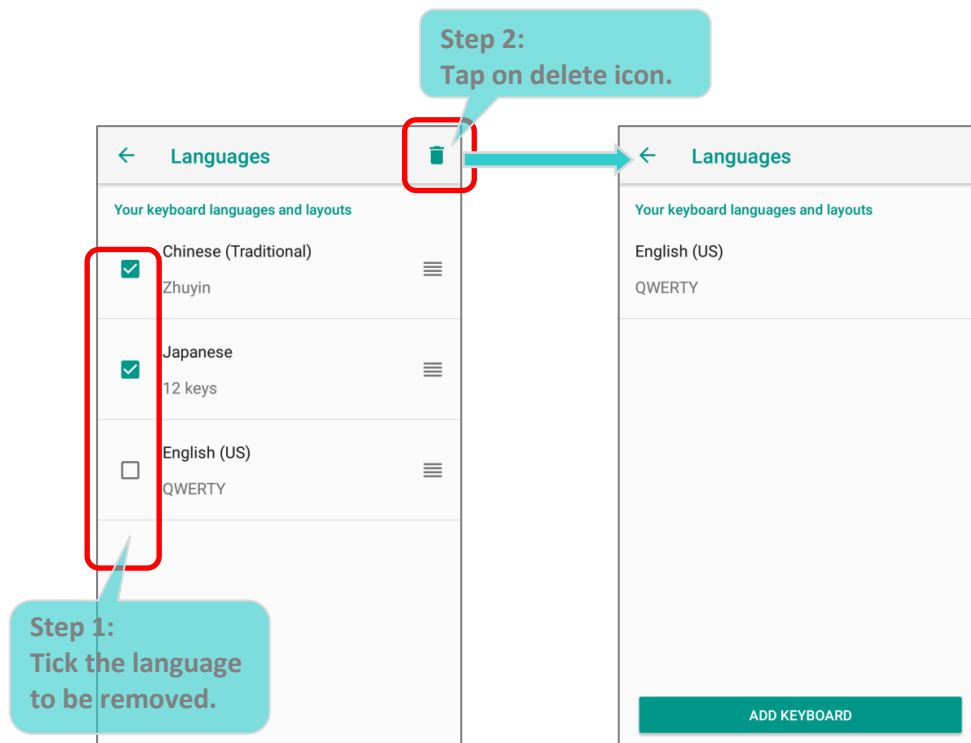 Step 2:
Tap on delete icon.
Languages
Your keyboard languages and layouts
Chinese (Traditional)
Zhuyin
Japanese
12 keys
English (US)
QWERTY
Step 1:
Tick the language
to be removed.
Languages
Your keyboard languages and layouts
English (US)
QWERTY
ADD KEYBOARD